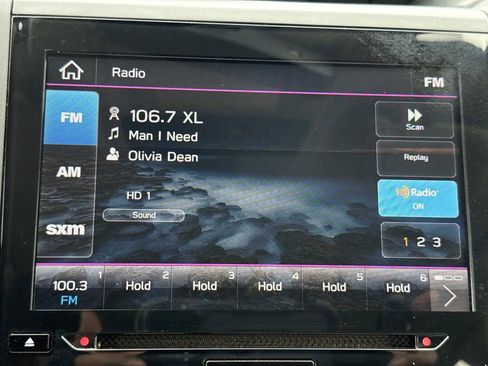 Radio
FM
FM
106.7 XL
Man I Need
Olivia Dean
Scan
Replay
AM
HD 1
HD Radio
ON
Sound
sxm
1 2 3
1 2 3 4 5 6
100.3 Hold Hold Hold Hold Hold
FM